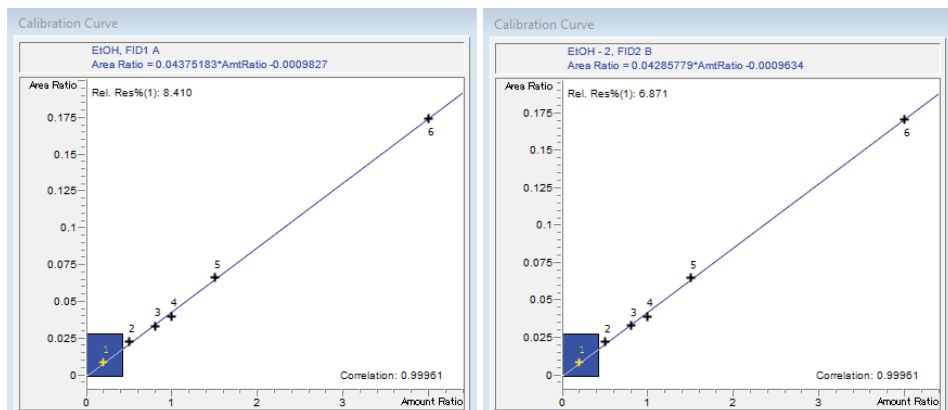 Calibration Curve
EtOH, FID1 A
Area Ratio = 0.04375183*AmtRatio -0.0009827
Area Ratio
Rel. Res%(1): 8.410
0.175
0.15
0.125
0.1
0.075
0.05
0.025
0
6
5
4
3
2
1
Correlation: 0.99961
0
1
2
3
Amount Ratio
Calibration Curve
EtOH - 2, FID2 B
Area Ratio = 0.04285779*AmtRatio -0.0009634
Area Ratio
Rel. Res%(1): 6.871
0.175
0.15
0.125
0.1
0.075
0.05
0.025
0
6
5
4
3
2
1
Correlation: 0.99961
0
1
2
3
Amount Ratio